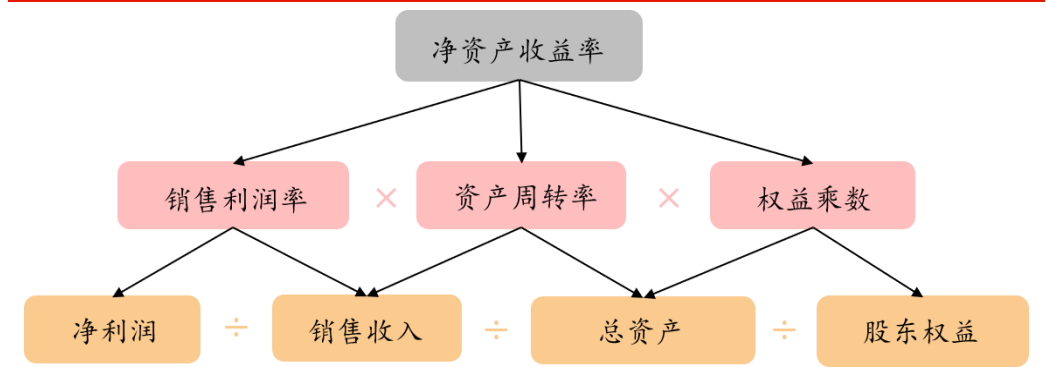 净资产收益率
销售利润率 × 资产周转率 × 权益乘数
净利润 ÷ 销售收入 ÷ 总资产 ÷ 股东权益